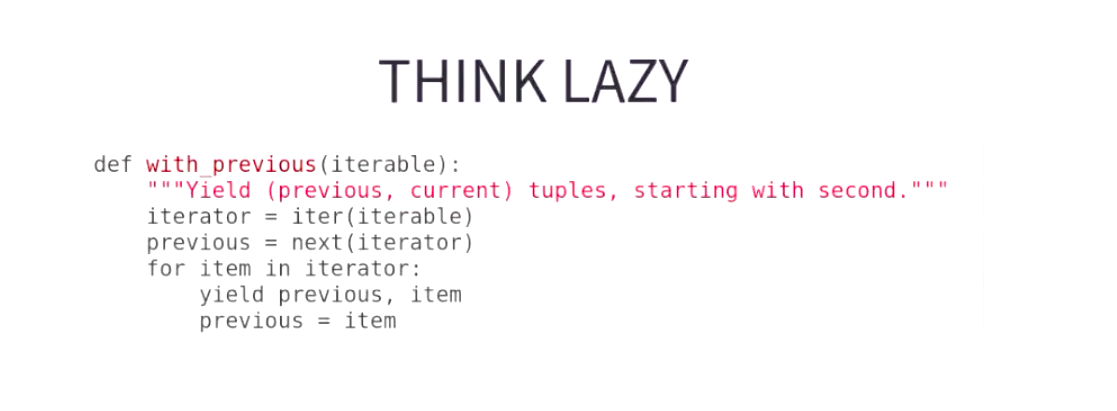 THINK LAZY
def with_previous(iterable):
    """Yield (previous, current) tuples, starting with second."""
    iterator = iter(iterable)
    previous = next(iterator)
    for item in iterator:
        yield previous, item
        previous = item